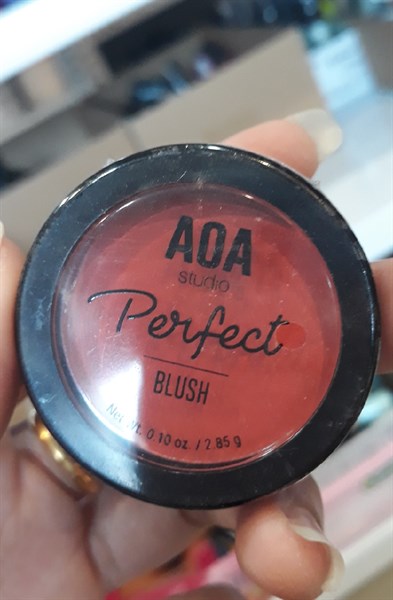 AOA
studio
Perfect
BLUSH
Net Wt. 0.10 oz. / 2.85 g